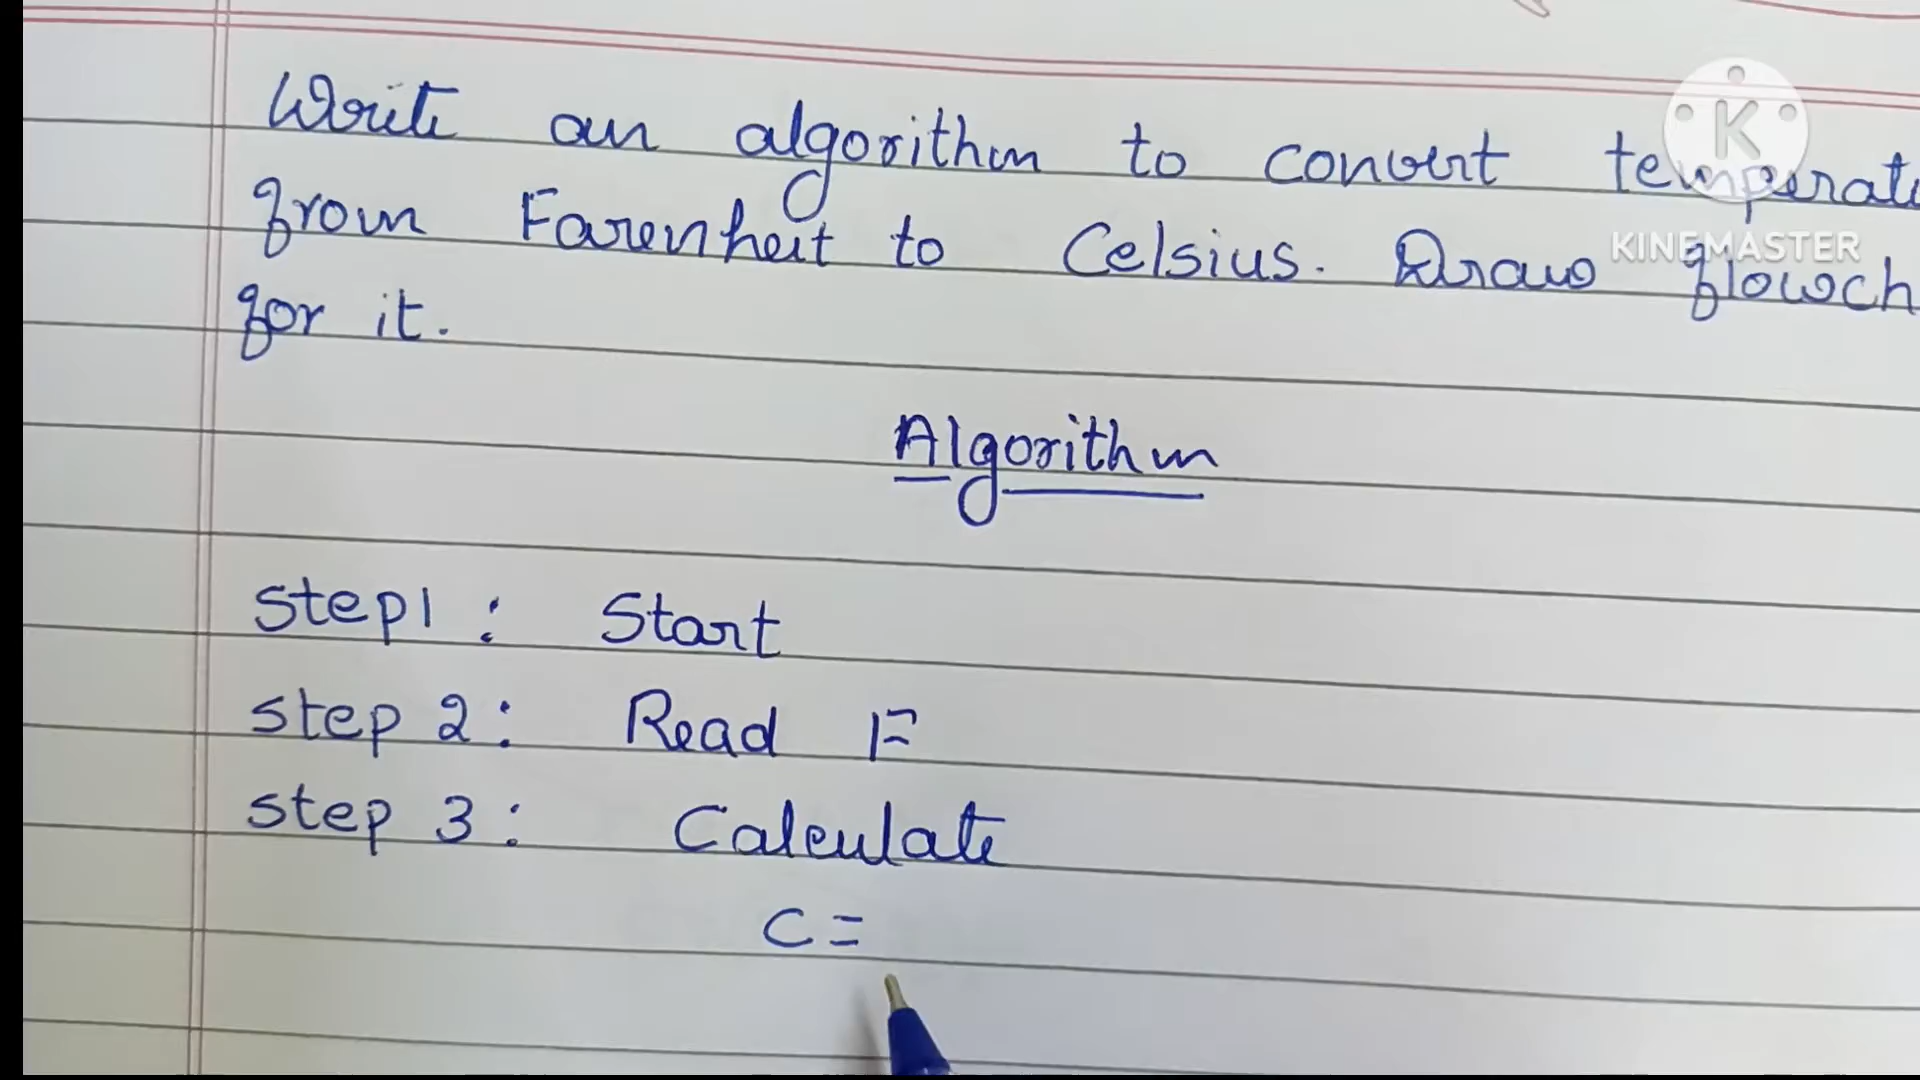 Write an algorithm to convert temperat
from Farenheit to Celsius. Draw flowch
for it.
Algorithm
Step1 : Start
Step 2 : Read F
Step 3 : Calculate
C =
K
KINEMASTER